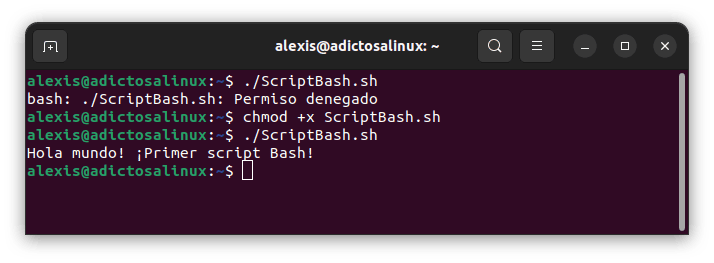 alexis@adictosalinux: ~
alexis@adictosalinux:~$ ./ScriptBash.sh
bash: ./ScriptBash.sh: Permiso denegado
alexis@adictosalinux:~$ chmod +x ScriptBash.sh
alexis@adictosalinux:~$ ./ScriptBash.sh
Hola mundo! ¡Primer script Bash!
alexis@adictosalinux:~$